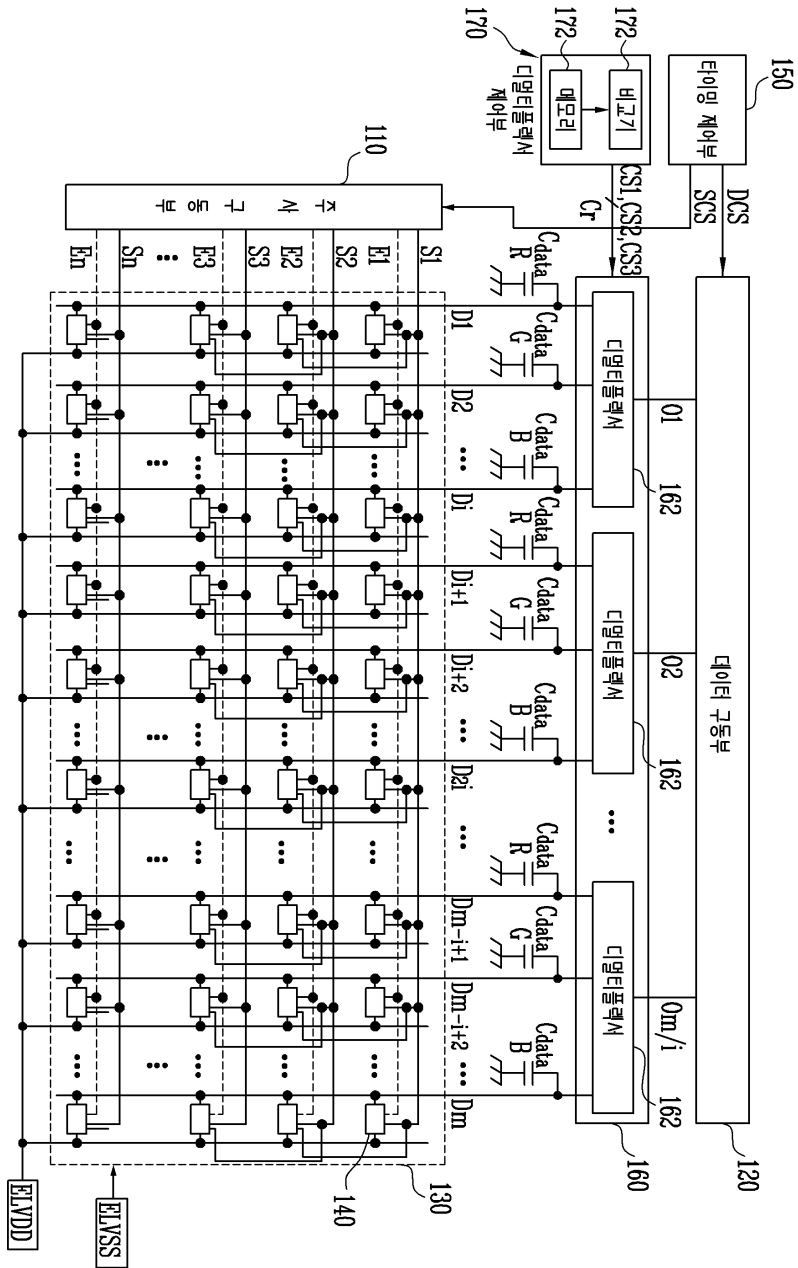 150
타이밍 제어부
DCS
SCS
170
디멀티플렉서
제어부
172
비교기
172
메모리
CS1,CS2,CS3
Cr
데이터 구동부
120
160
O1
O2
Om/i
디멀티플렉서
162
디멀티플렉서
162
...
디멀티플렉서
162
Cdata
R
Cdata
G
Cdata
B
Cdata
R
Cdata
G
Cdata
B
Cdata
R
Cdata
G
Cdata
B
D1
D2
...
Di
Di+1
Di+2
...
D2i
...
Dm-i+1
Dm-i+2
...
Dm
110
주 사 구 동 부
S1
E1
S2
E2
S3
E3
...
Sn
En
130
140
ELVSS
ELVDD